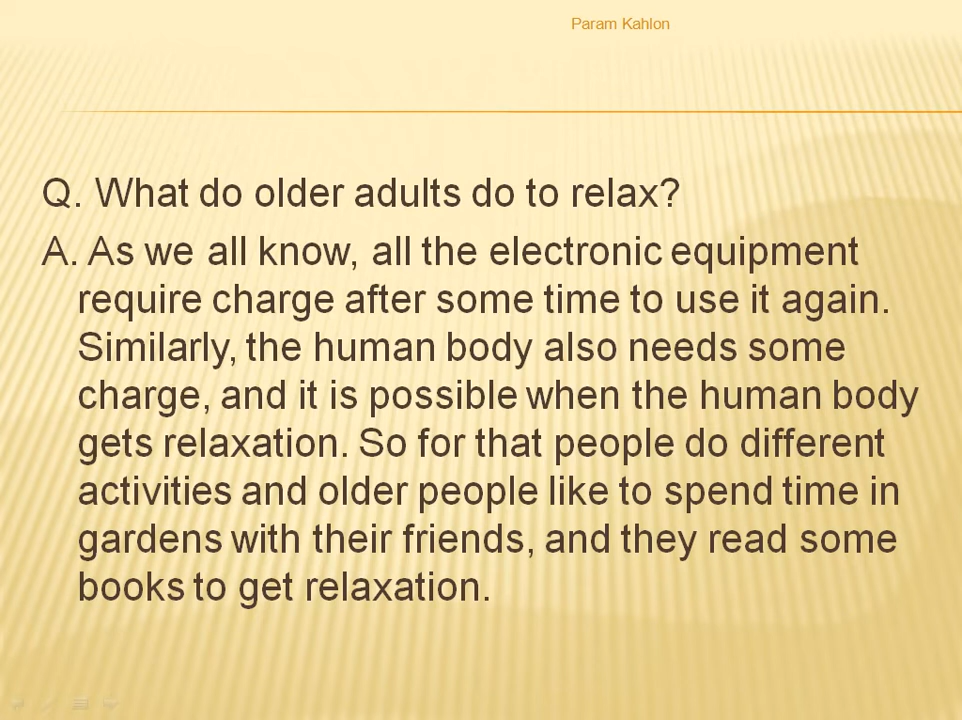 Param Kahlon
Q. What do older adults do to relax?
A. As we all know, all the electronic equipment
require charge after some time to use it again.
Similarly, the human body also needs some
charge, and it is possible when the human body
gets relaxation. So for that people do different
activities and older people like to spend time in
gardens with their friends, and they read some
books to get relaxation.